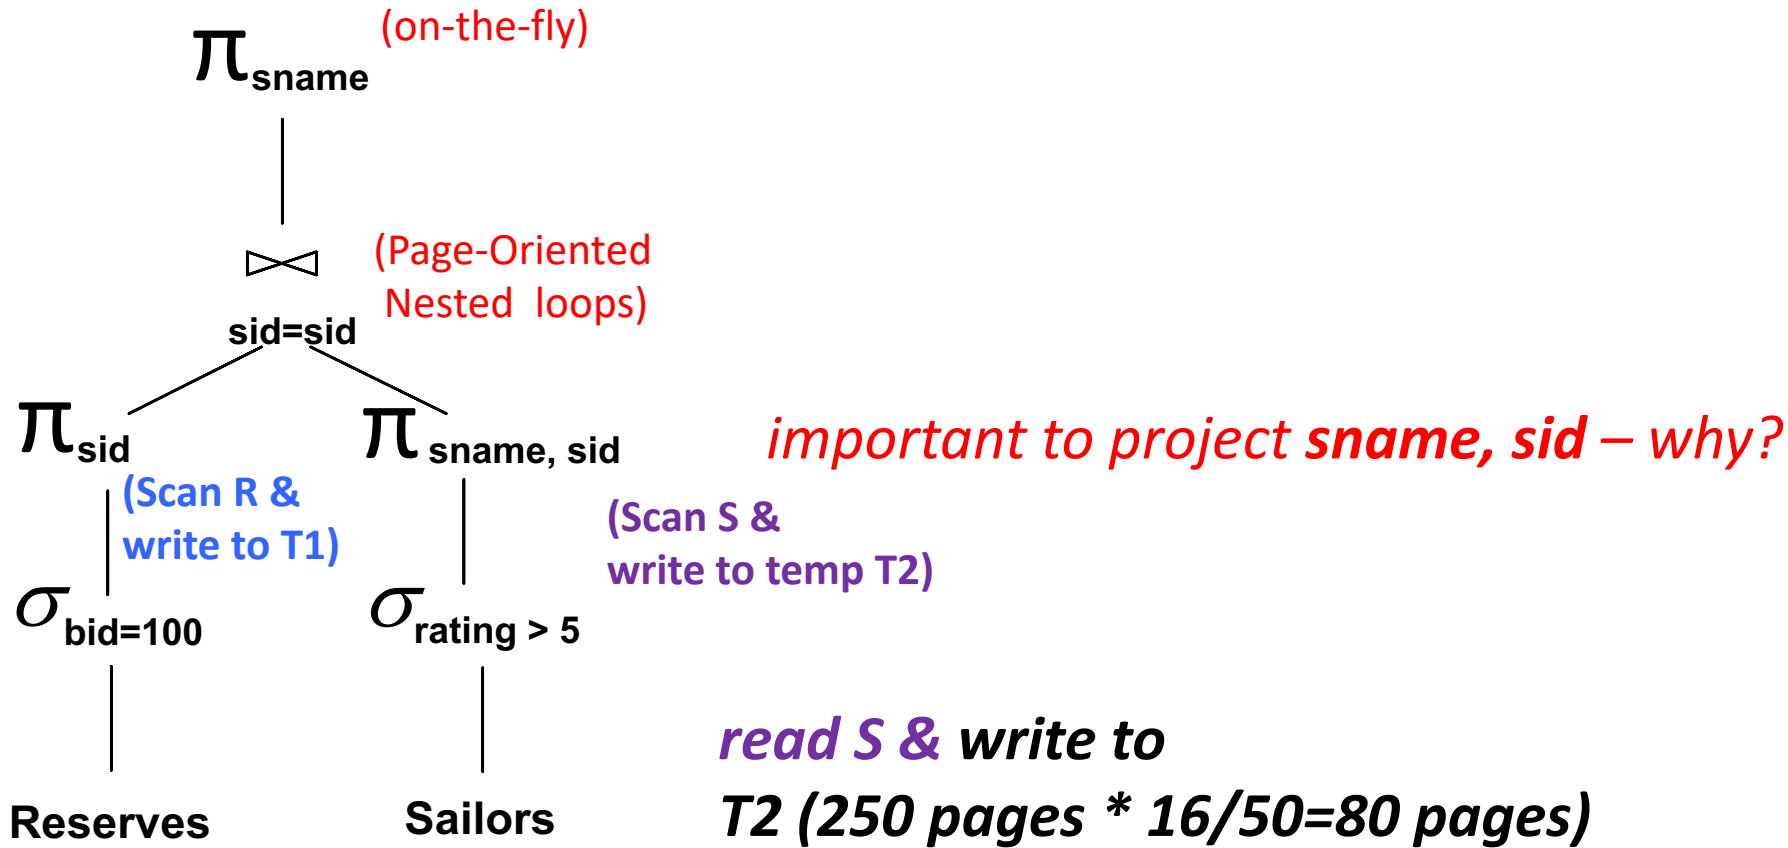 π sname (on-the-fly)
⋈ (Page-Oriented
Nested loops)
sid=sid
π sid
π sname, sid
important to project sname, sid – why?
(Scan R &
write to T1)
(Scan S &
write to temp T2)
σ bid=100
σ rating > 5
read S & write to
T2 (250 pages * 16/50=80 pages)
Reserves
Sailors